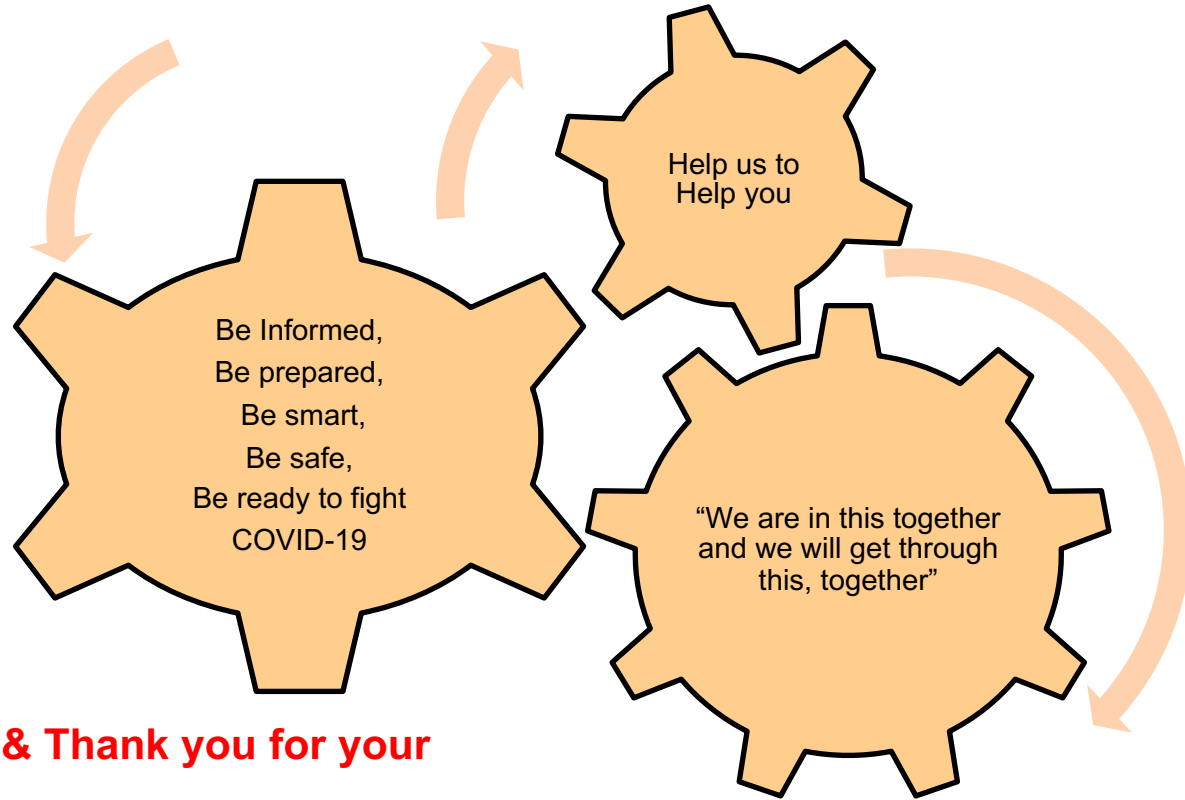 Help us to
Help you
Be Informed,
Be prepared,
Be smart,
Be safe,
Be ready to fight
COVID-19
“We are in this together
and we will get through
this, together”
& Thank you for your